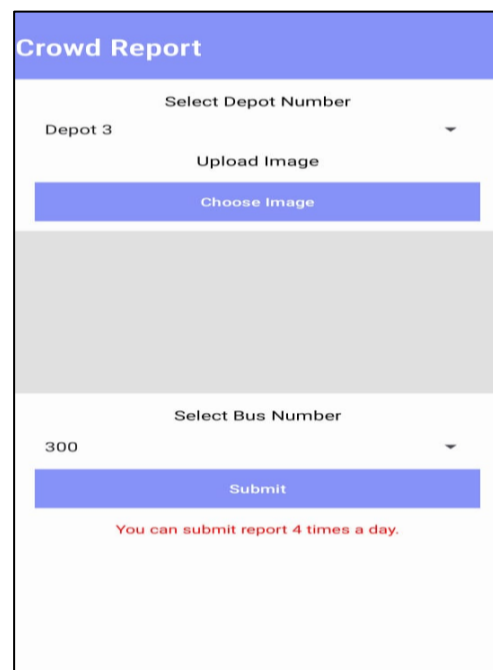 Crowd Report
Select Depot Number
Depot 3
Upload Image
Choose Image
Select Bus Number
300
Submit
You can submit report 4 times a day.